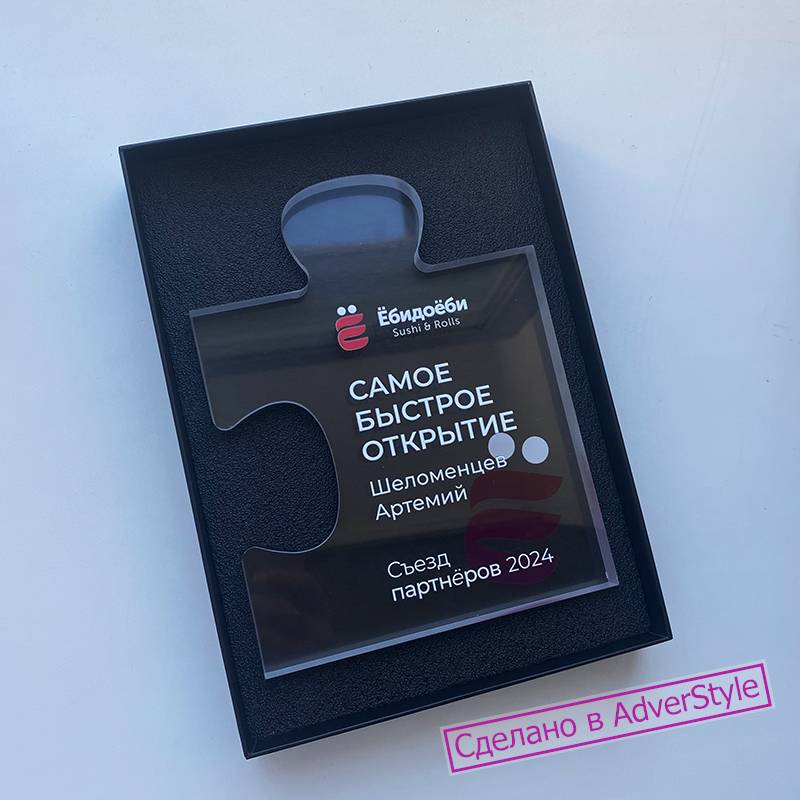 Ёбидоёби
Sushi & Rolls
САМОЕ
БЫСТРОЕ
ОТКРЫТИЕ
Шеломенцев
Артемий
Съезд
партнёров 2024
Сделано в AdverStyle